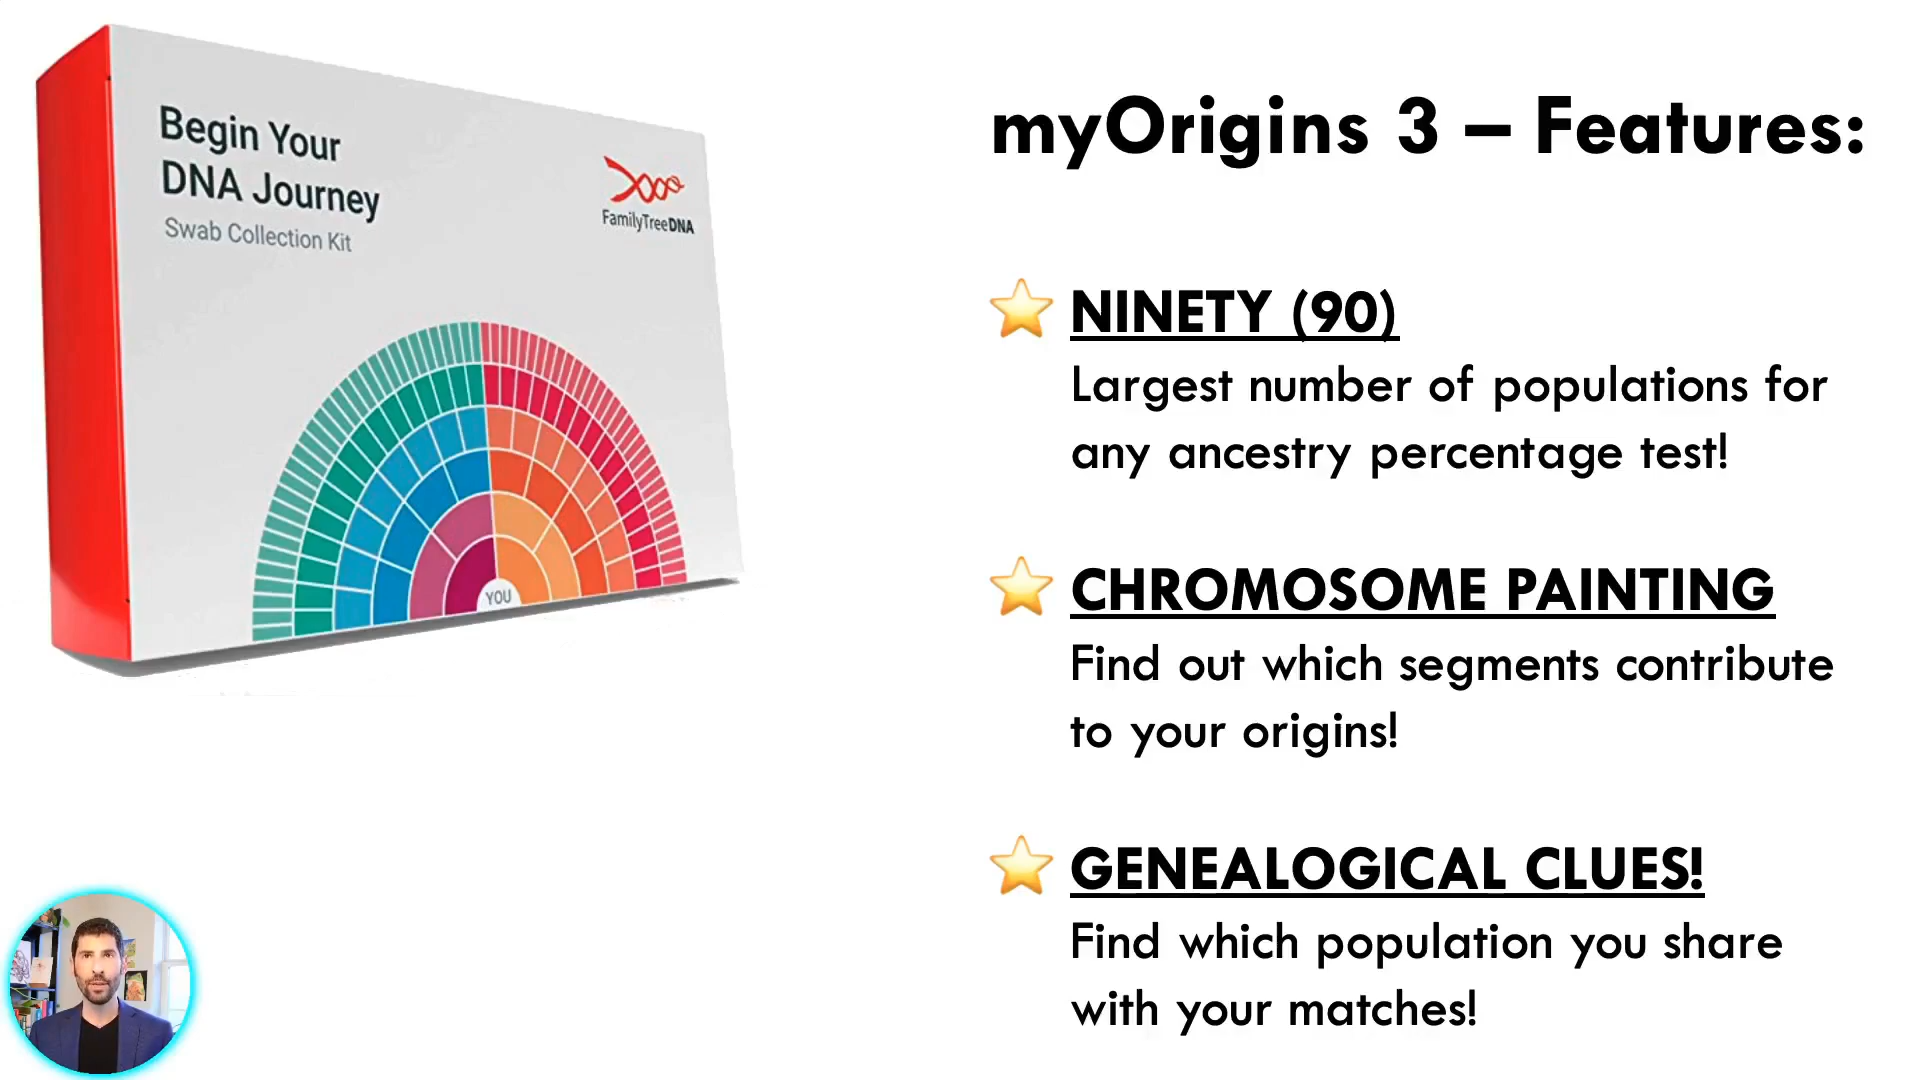 Begin Your
DNA Journey
Swab Collection Kit
FamilyTreeDNA
YOU
myOrigins 3 – Features:
NINETY (90)
Largest number of populations for
any ancestry percentage test!
CHROMOSOME PAINTING
Find out which segments contribute
to your origins!
GENEALOGICAL CLUES!
Find which population you share
with your matches!